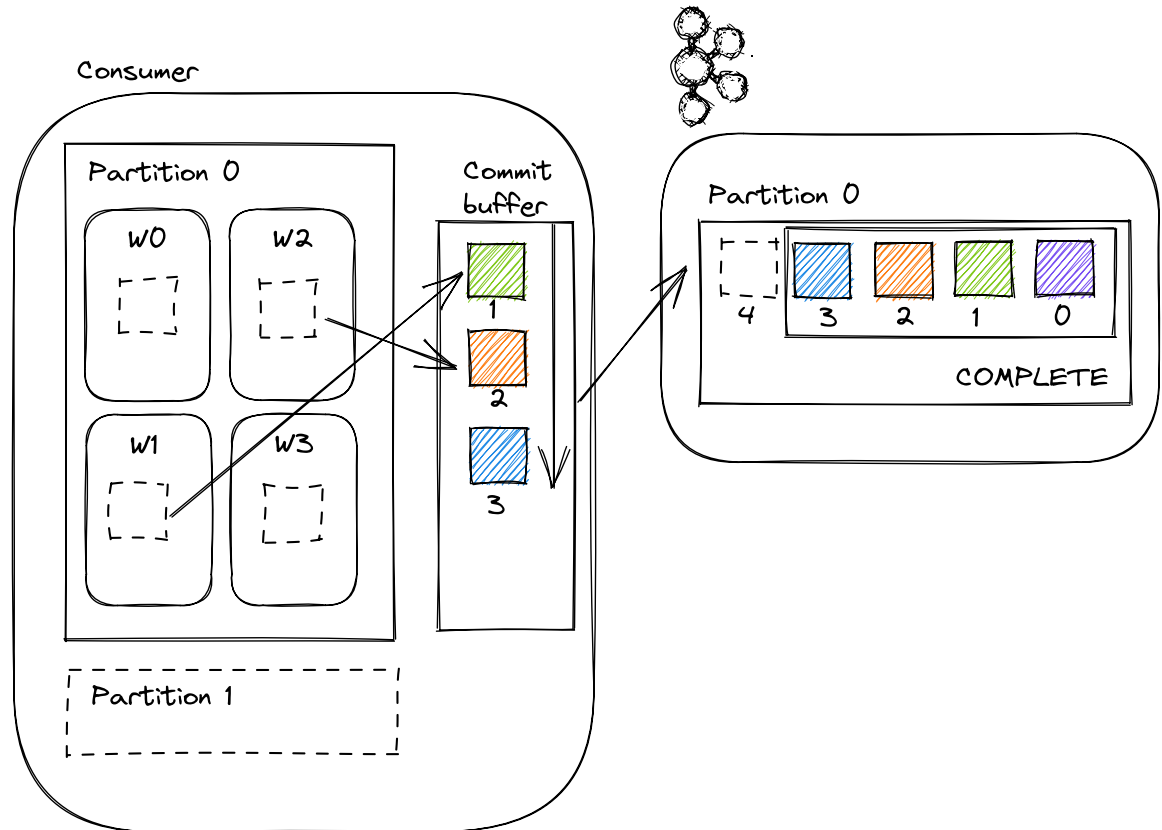 Consumer
Partition 0
W0
W2
W1
W3
Partition 1
Commit
buffer
1
2
3
Partition 0
4 3 2 1 0
COMPLETE